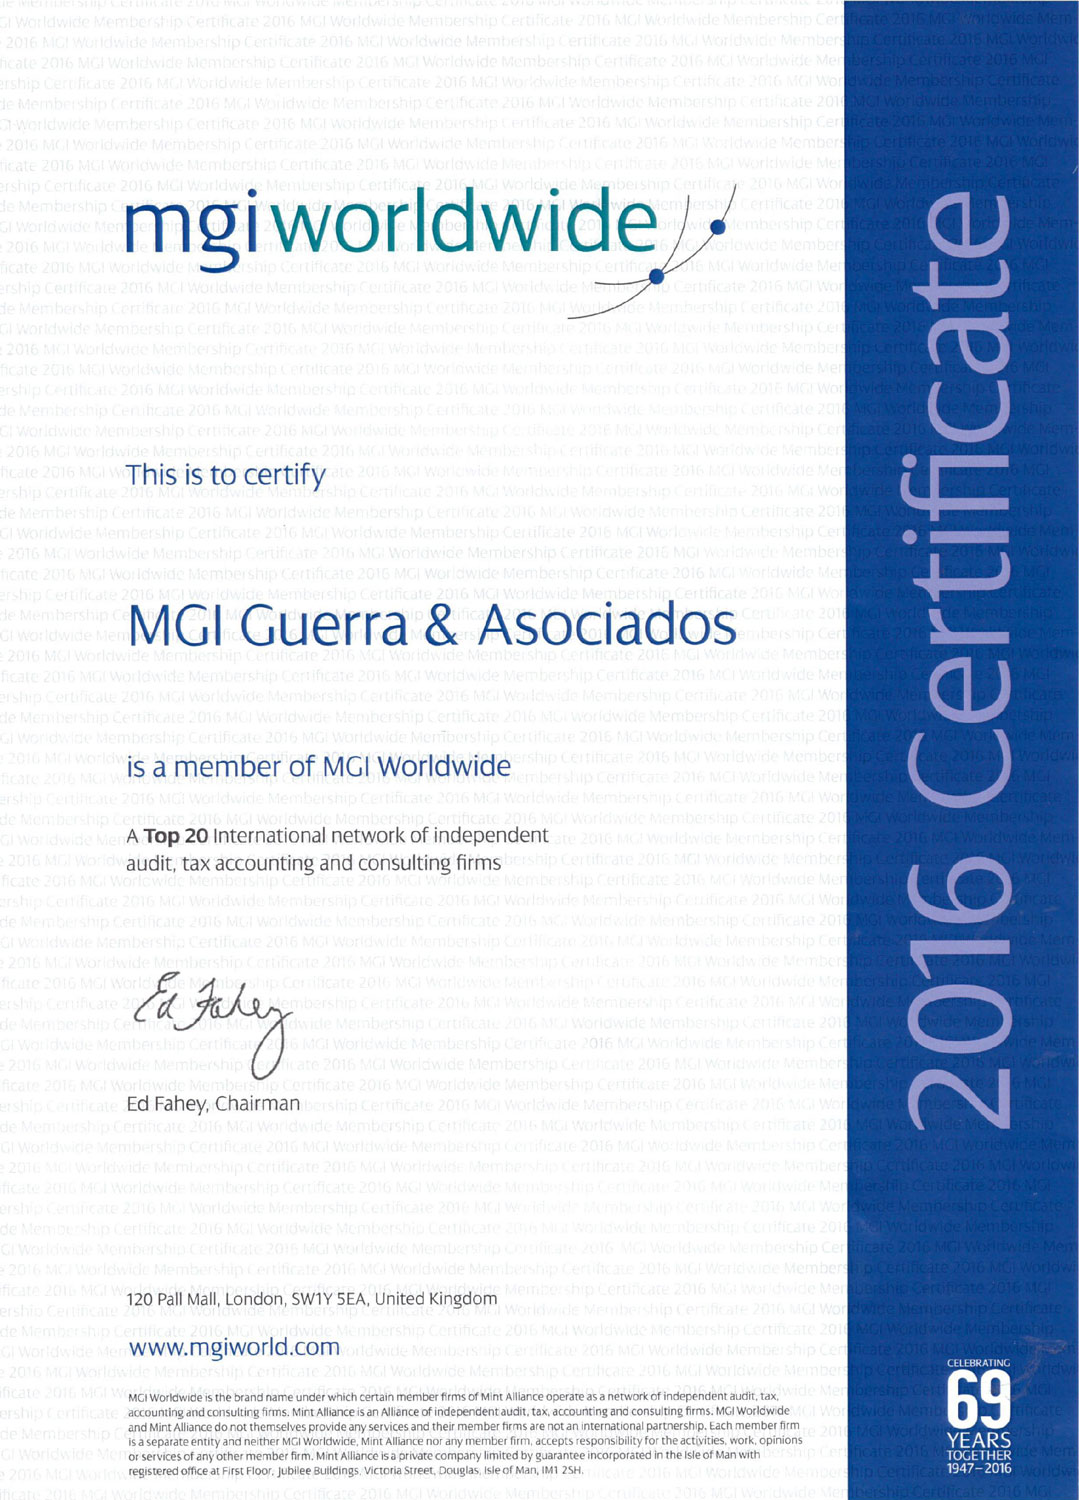 mgiworldwide
This is to certify
MGI Guerra & Asociados
is a member of MGI Worldwide
A Top 20 International network of independent
audit, tax accounting and consulting firms
Ed Fahey
Ed Fahey, Chairman
120 Pall Mall, London, SW1Y 5EA, United Kingdom
www.mgiworld.com
MGI Worldwide is the brand name under which certain member firms of Mint Alliance operate as a network of independent audit, tax,
accounting and consulting firms. Mint Alliance is an Alliance of independent audit, tax, accounting and consulting firms. MGI Worldwide
and Mint Alliance do not themselves provide any services and their member firms are not an international partnership. Each member firm
is a separate entity and neither MGI Worldwide, Mint Alliance nor any member firm, accepts responsibility for the activities, work, opinions
or services of any other member firm. Mint Alliance is a private company limited by guarantee incorporated in the Isle of Man with
registered office at First Floor, Jubilee Buildings, Victoria Street, Douglas, Isle of Man, IM1 2SH.
2016 Certificate
CELEBRATING
69
YEARS
TOGETHER
1947–2016